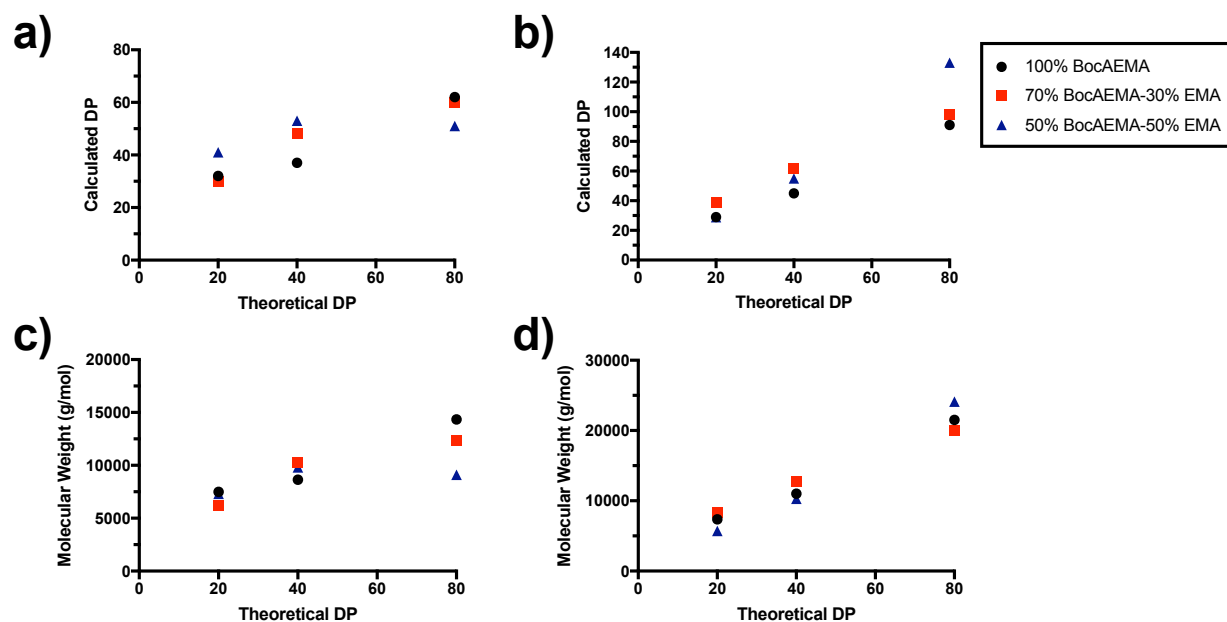 a)
80
60
40
20
0
Calculated DP
0 20 40 60 80
Theoretical DP
b)
140
120
100
80
60
40
20
0
Calculated DP
0 20 40 60 80
Theoretical DP
100% BocAEMA
70% BocAEMA-30% EMA
50% BocAEMA-50% EMA
c)
20000
15000
10000
5000
0
Molecular Weight (g/mol)
0 20 40 60 80
Theoretical DP
d)
30000
20000
10000
0
Molecular Weight (g/mol)
0 20 40 60 80
Theoretical DP